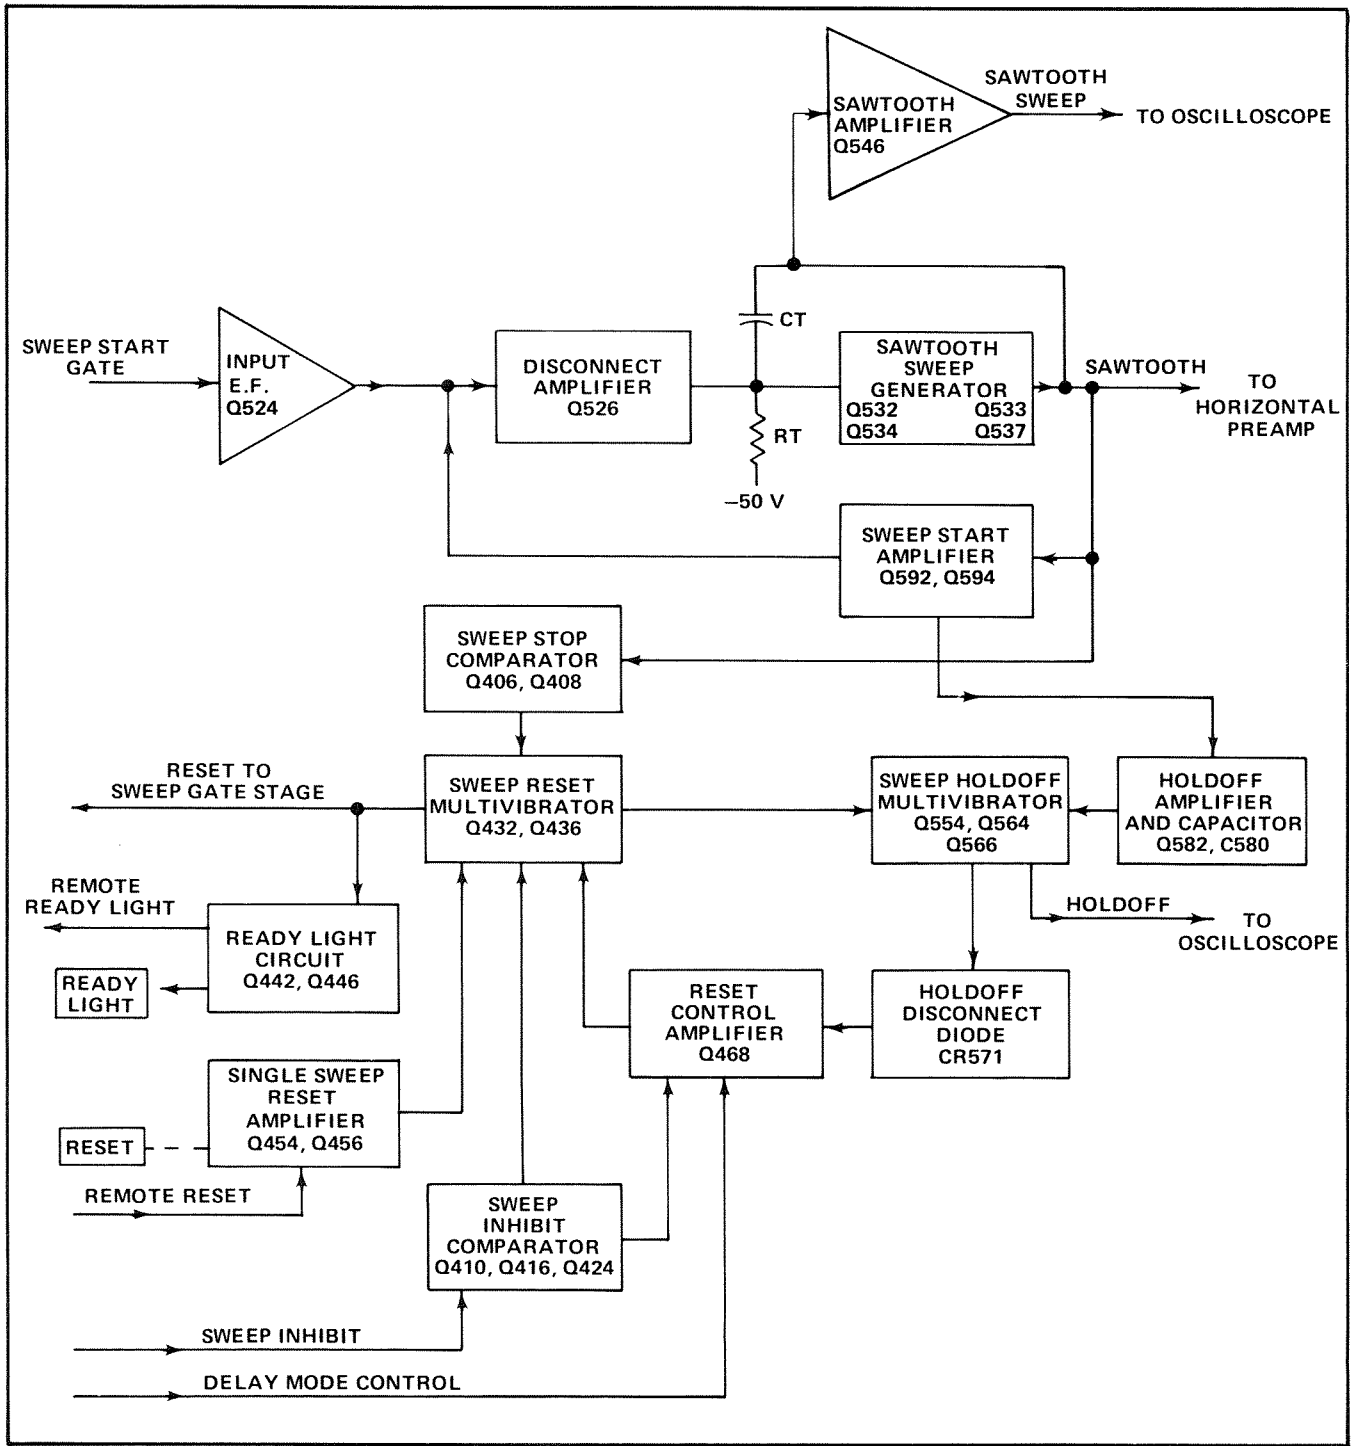 SAWTOOTH
SWEEP
SAWTOOTH
AMPLIFIER
Q546
TO OSCILLOSCOPE
CT
SWEEP START
GATE
INPUT
E.F.
Q524
DISCONNECT
AMPLIFIER
Q526
SAWTOOTH
SWEEP
GENERATOR
Q532 Q533
Q534 Q537
SAWTOOTH
TO
HORIZONTAL
PREAMP
RT
−50 V
SWEEP START
AMPLIFIER
Q592, Q594
SWEEP STOP
COMPARATOR
Q406, Q408
RESET TO
SWEEP GATE STAGE
SWEEP RESET
MULTIVIBRATOR
Q432, Q436
SWEEP HOLDOFF
MULTIVIBRATOR
Q554, Q564
Q566
HOLDOFF
AMPLIFIER
AND CAPACITOR
Q582, C580
REMOTE
READY LIGHT
READY LIGHT
CIRCUIT
Q442, Q446
READY
LIGHT
HOLDOFF
TO
OSCILLOSCOPE
RESET
CONTROL
AMPLIFIER
Q468
HOLDOFF
DISCONNECT
DIODE
CR571
SINGLE SWEEP
RESET
AMPLIFIER
Q454, Q456
RESET
REMOTE RESET
SWEEP
INHIBIT
COMPARATOR
Q410, Q416, Q424
SWEEP INHIBIT
DELAY MODE CONTROL